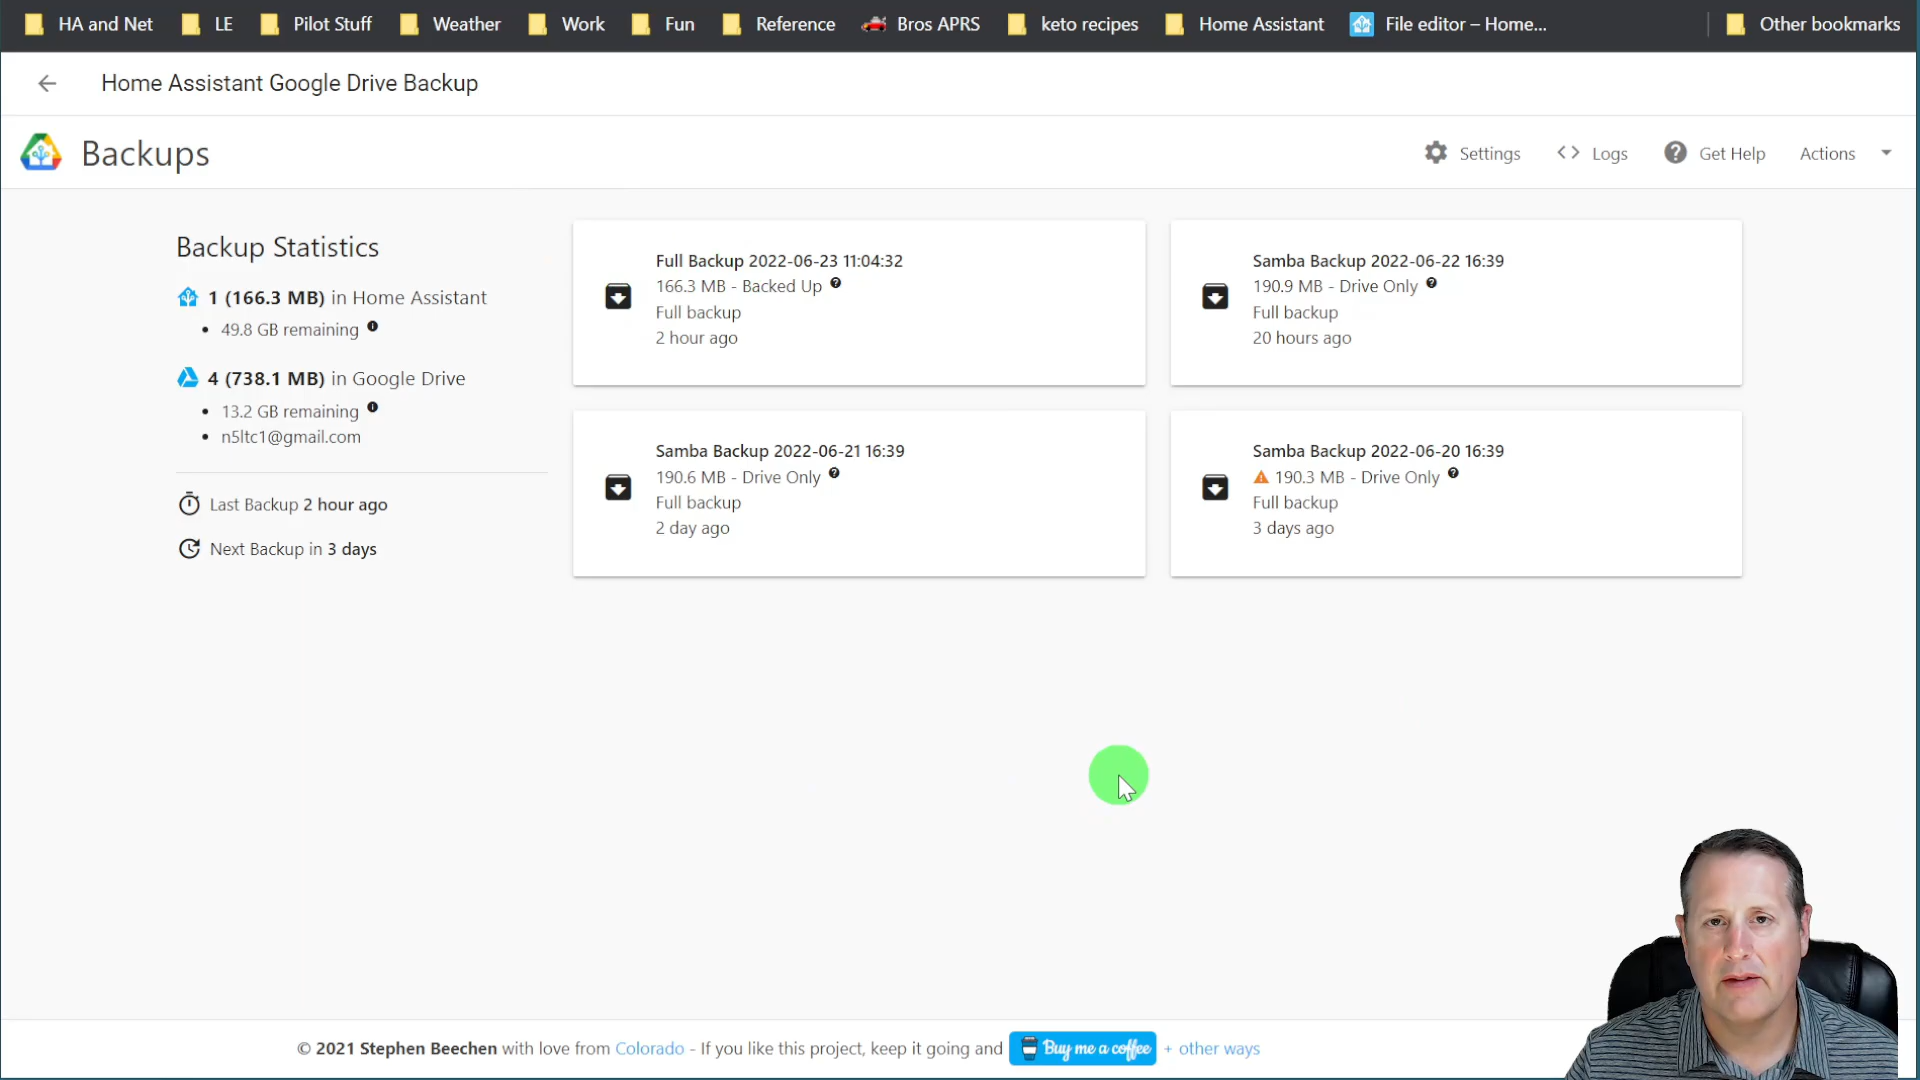 HA and Net LE Pilot Stuff Weather Work Fun Reference Bros APRS keto recipes Home Assistant File editor – Home... Other bookmarks
Home Assistant Google Drive Backup
Backups
Settings Logs Get Help Actions
Backup Statistics
1 (166.3 MB) in Home Assistant
49.8 GB remaining
4 (738.1 MB) in Google Drive
13.2 GB remaining
n5ltc1@gmail.com
Last Backup 2 hour ago
Next Backup in 3 days
Full Backup 2022-06-23 11:04:32
166.3 MB - Backed Up
Full backup
2 hour ago
Samba Backup 2022-06-22 16:39
190.9 MB - Drive Only
Full backup
20 hours ago
Samba Backup 2022-06-21 16:39
190.6 MB - Drive Only
Full backup
2 day ago
Samba Backup 2022-06-20 16:39
190.3 MB - Drive Only
Full backup
3 days ago
© 2021 Stephen Beechen with love from Colorado - If you like this project, keep it going and Buy me a coffee + other ways